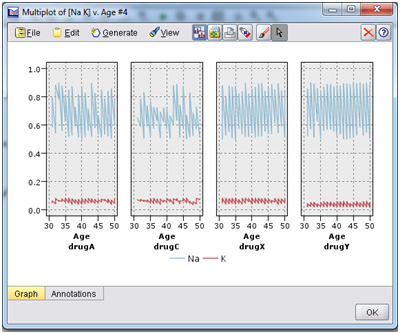 Multiplot of [Na K] v. Age #4
File Edit Generate View
1.0
0.8
0.6
0.4
0.2
0.0
30 35 40 45 50 30 35 40 45 50 30 35 40 45 50 30 35 40 45 50
Age Age Age Age
drugA drugC drugX drugY
Na K
Graph Annotations
OK